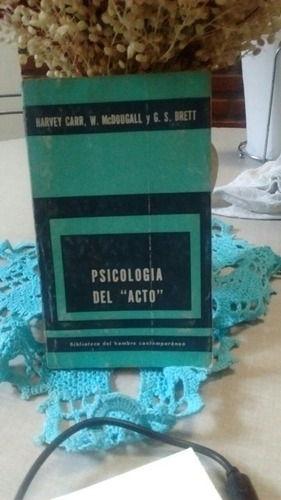 HARVEY CARR, W. McDOUGALL y G. S. BRETT
PSICOLOGIA
DEL "ACTO"
Biblioteca del hombre contemporáneo